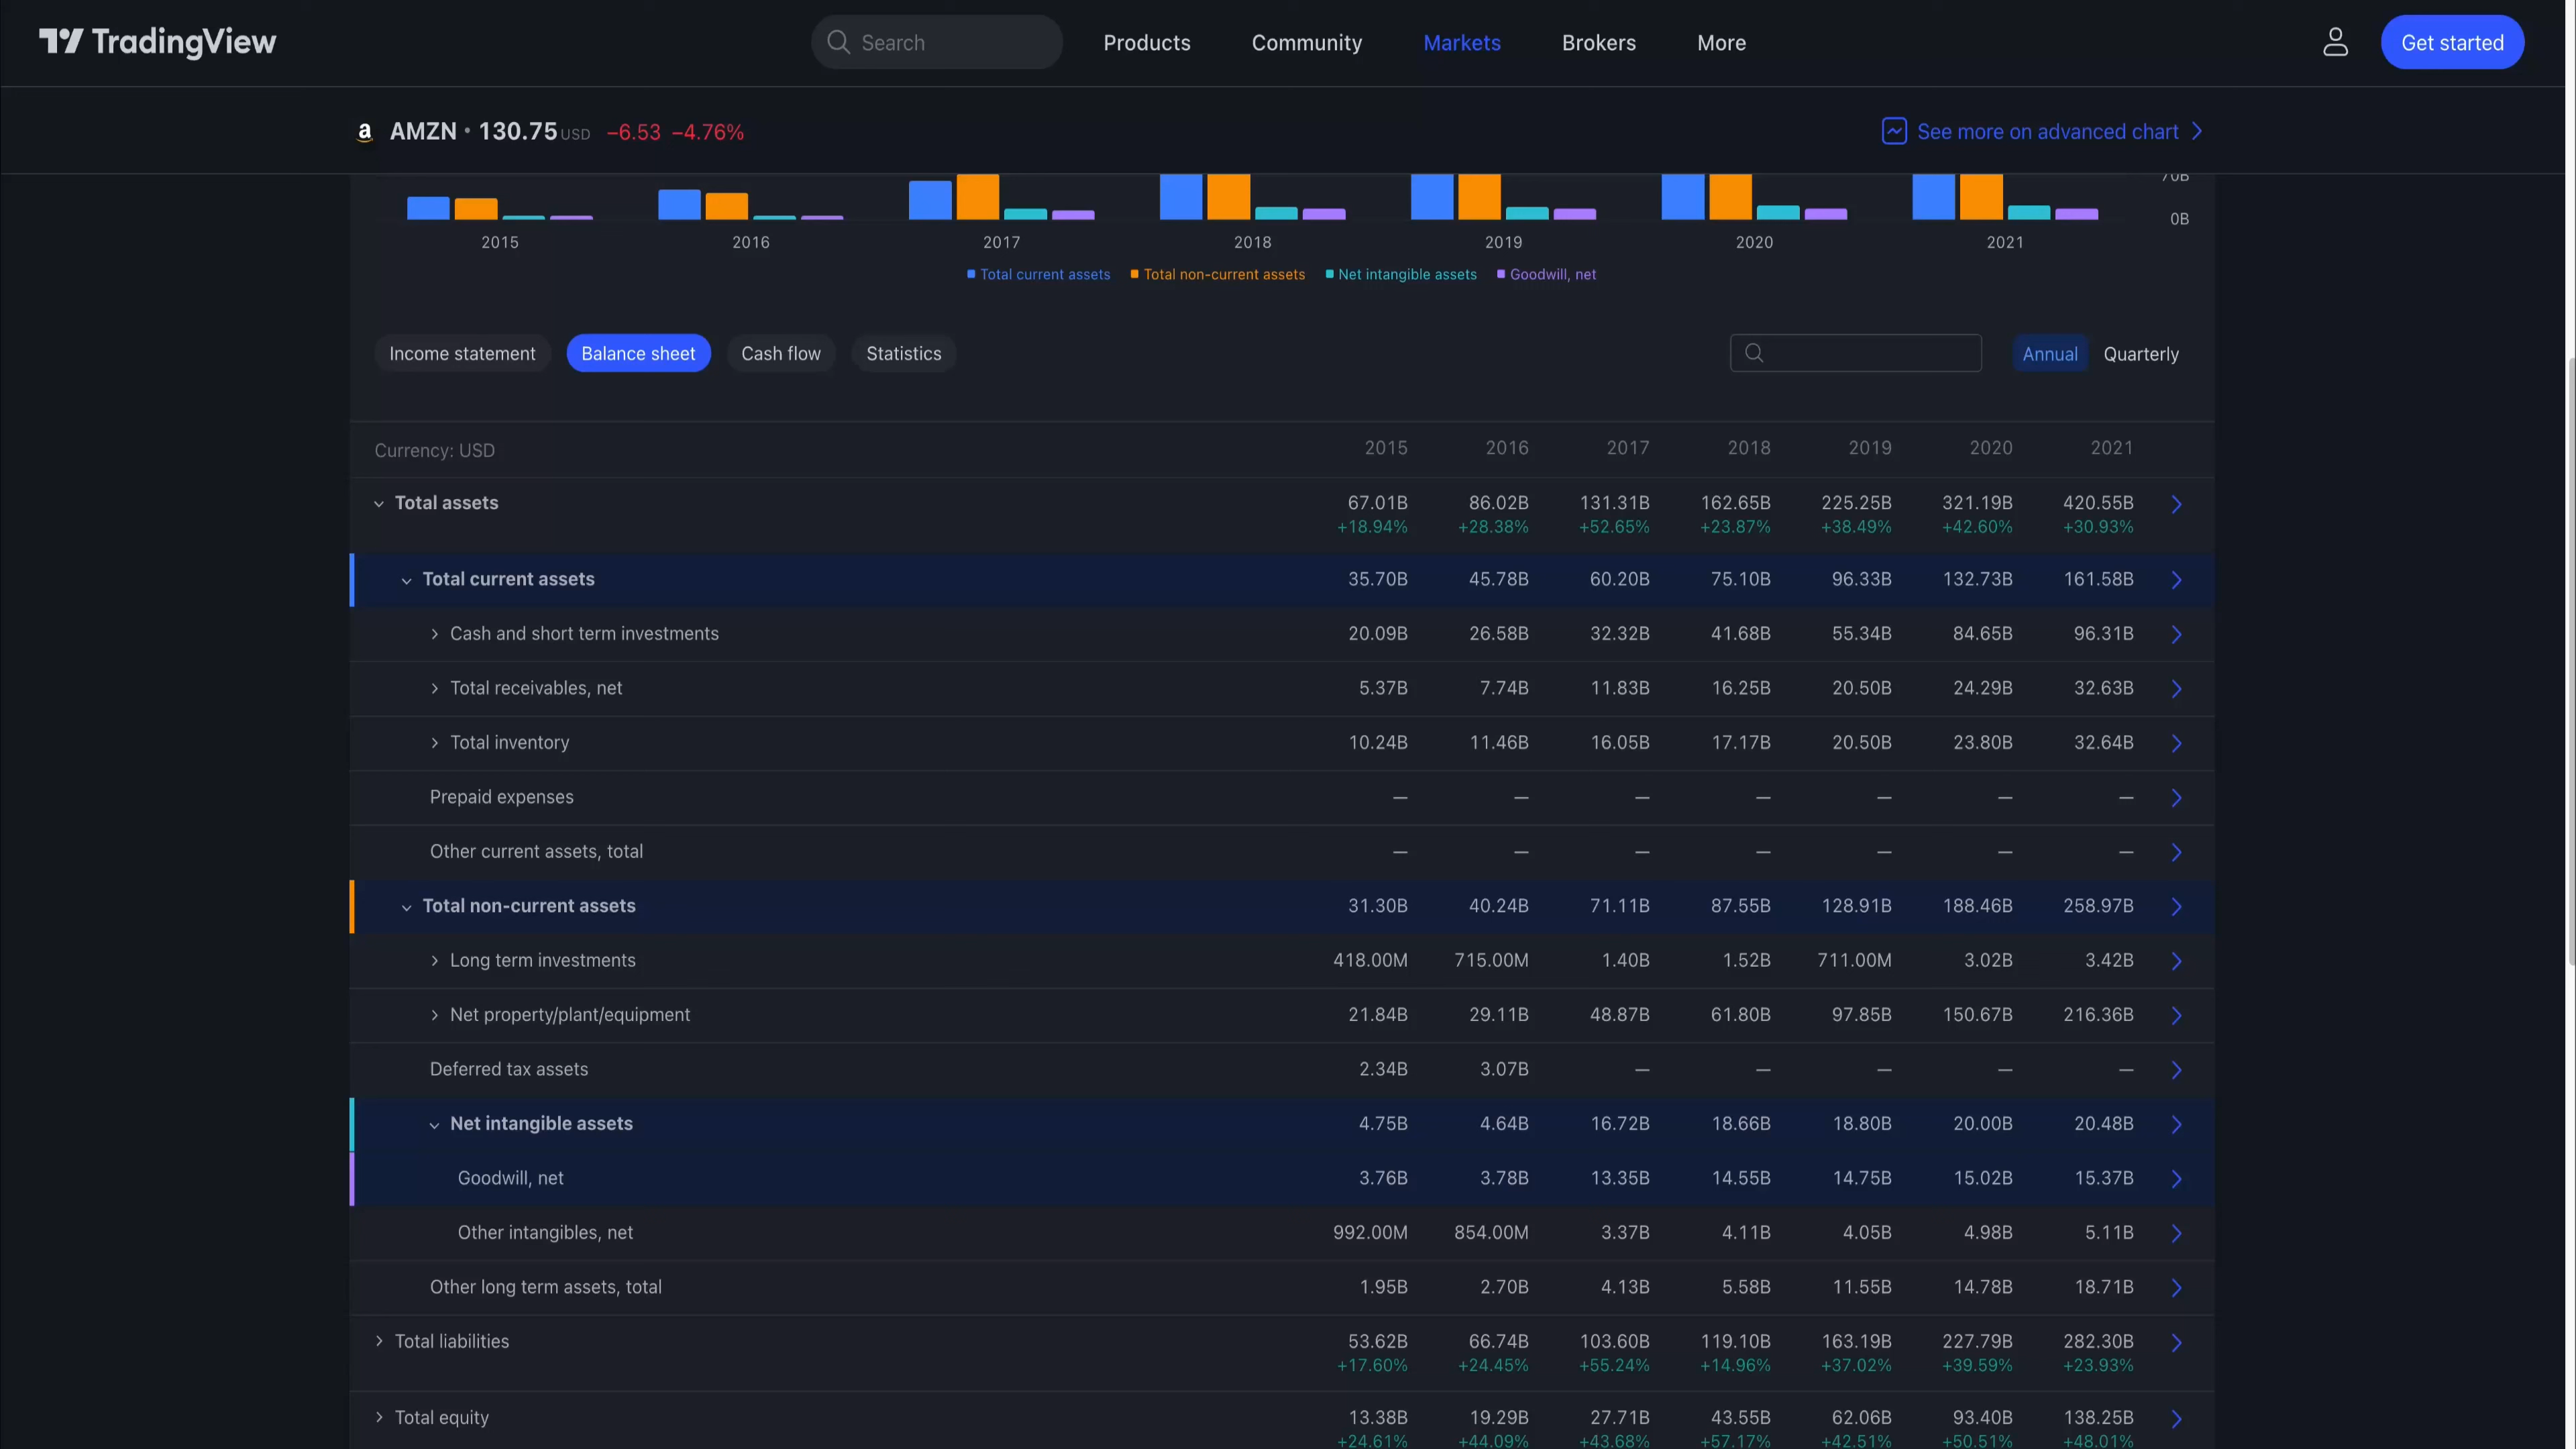 TradingView
Search
Products
Community
Markets
Brokers
More
Get started
a AMZN • 130.75 USD −6.53 −4.76%
See more on advanced chart
70B
0B
2015 2016 2017 2018 2019 2020 2021
Total current assets Total non-current assets Net intangible assets Goodwill, net
Income statement Balance sheet Cash flow Statistics Annual Quarterly
Currency: USD 2015 2016 2017 2018 2019 2020 2021
Total assets 67.01B 86.02B 131.31B 162.65B 225.25B 321.19B 420.55B
+18.94% +28.38% +52.65% +23.87% +38.49% +42.60% +30.93%
Total current assets 35.70B 45.78B 60.20B 75.10B 96.33B 132.73B 161.58B
Cash and short term investments 20.09B 26.58B 32.32B 41.68B 55.34B 84.65B 96.31B
Total receivables, net 5.37B 7.74B 11.83B 16.25B 20.50B 24.29B 32.63B
Total inventory 10.24B 11.46B 16.05B 17.17B 20.50B 23.80B 32.64B
Prepaid expenses — — — — — — —
Other current assets, total — — — — — — —
Total non-current assets 31.30B 40.24B 71.11B 87.55B 128.91B 188.46B 258.97B
Long term investments 418.00M 715.00M 1.40B 1.52B 711.00M 3.02B 3.42B
Net property/plant/equipment 21.84B 29.11B 48.87B 61.80B 97.85B 150.67B 216.36B
Deferred tax assets 2.34B 3.07B — — — — —
Net intangible assets 4.75B 4.64B 16.72B 18.66B 18.80B 20.00B 20.48B
Goodwill, net 3.76B 3.78B 13.35B 14.55B 14.75B 15.02B 15.37B
Other intangibles, net 992.00M 854.00M 3.37B 4.11B 4.05B 4.98B 5.11B
Other long term assets, total 1.95B 2.70B 4.13B 5.58B 11.55B 14.78B 18.71B
Total liabilities 53.62B 66.74B 103.60B 119.10B 163.19B 227.79B 282.30B
+17.60% +24.45% +55.24% +14.96% +37.02% +39.59% +23.93%
Total equity 13.38B 19.29B 27.71B 43.55B 62.06B 93.40B 138.25B
+24.61% +44.09% +43.68% +57.17% +42.51% +50.51% +48.01%